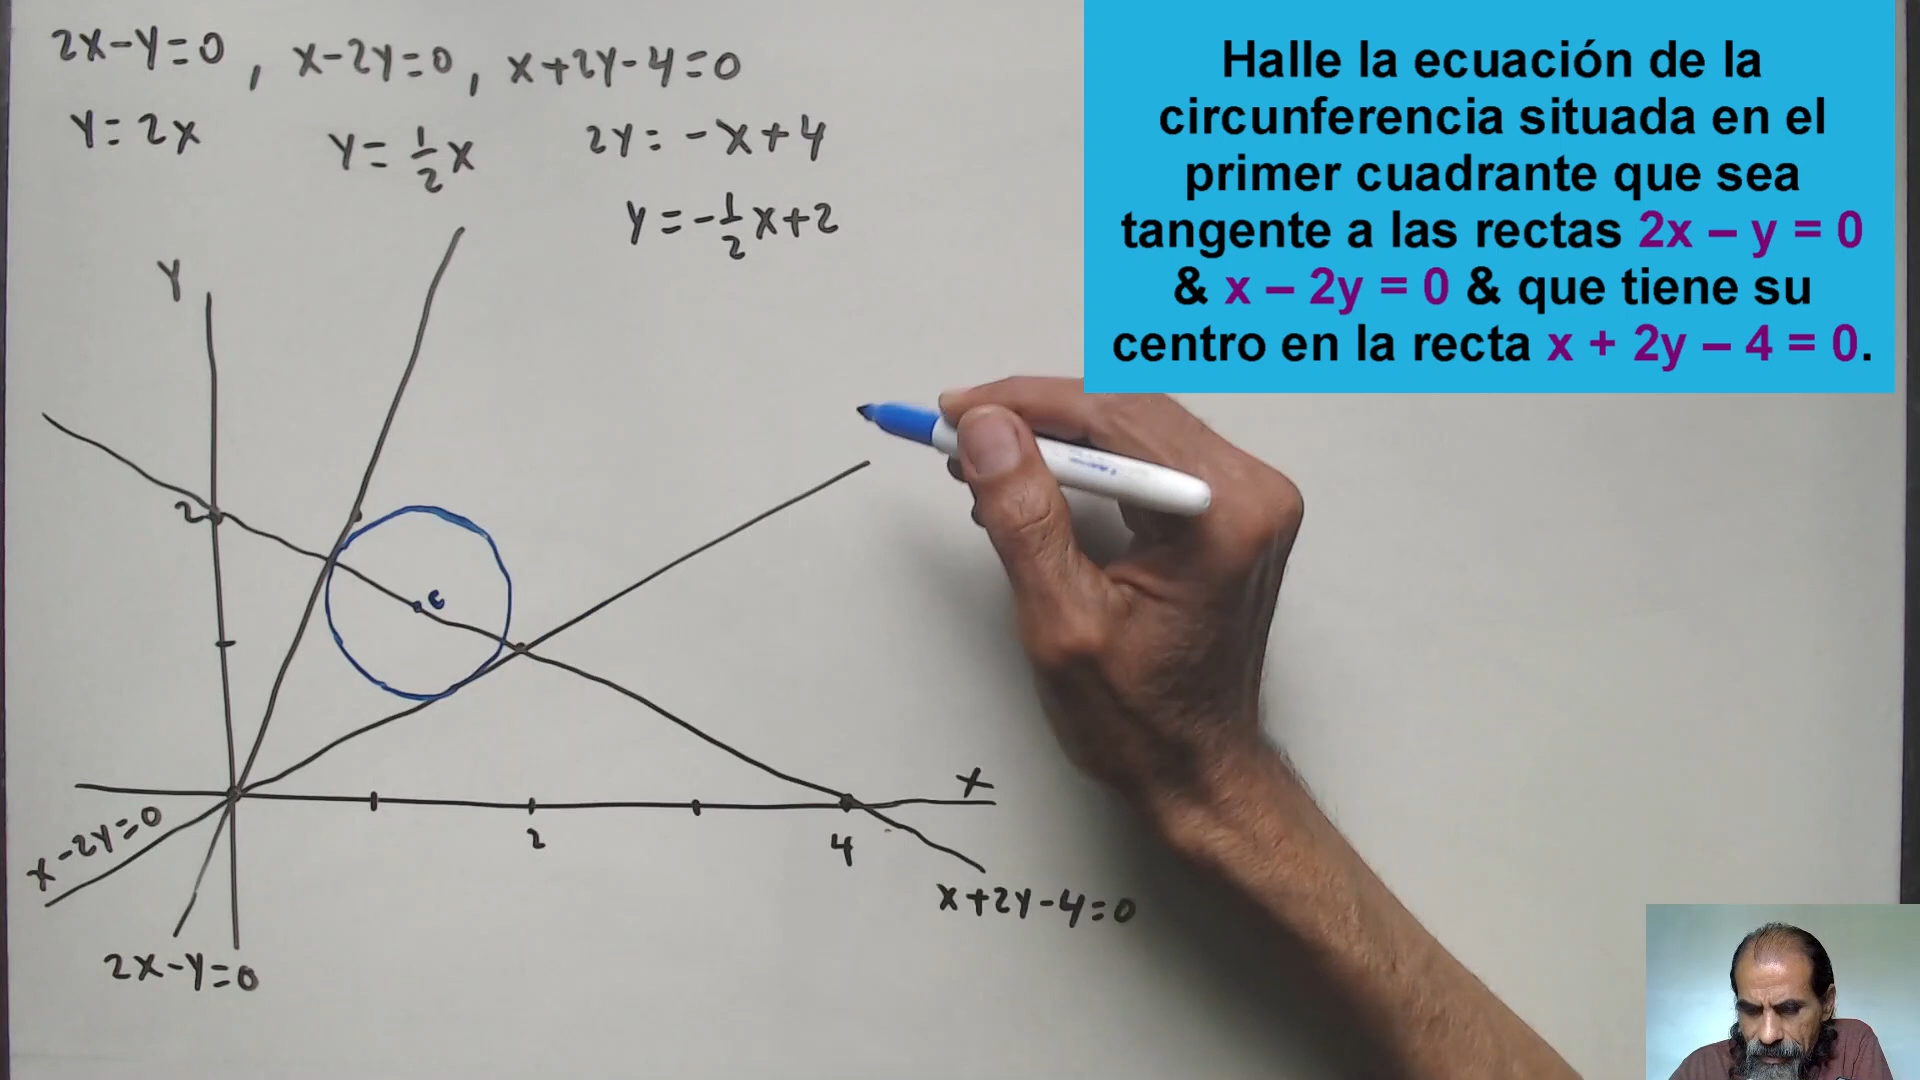 2x-y=0, x-2y=0, x+2y-4=0
y=2x
y=1/2x
2y=-x+4
y=-1/2x+2
Halle la ecuación de la
circunferencia situada en el
primer cuadrante que sea
tangente a las rectas 2x – y = 0
& x – 2y = 0 & que tiene su
centro en la recta x + 2y – 4 = 0.
y
2
c
x
2
4
x-2y=0
x+2y-4=0
2x-y=0